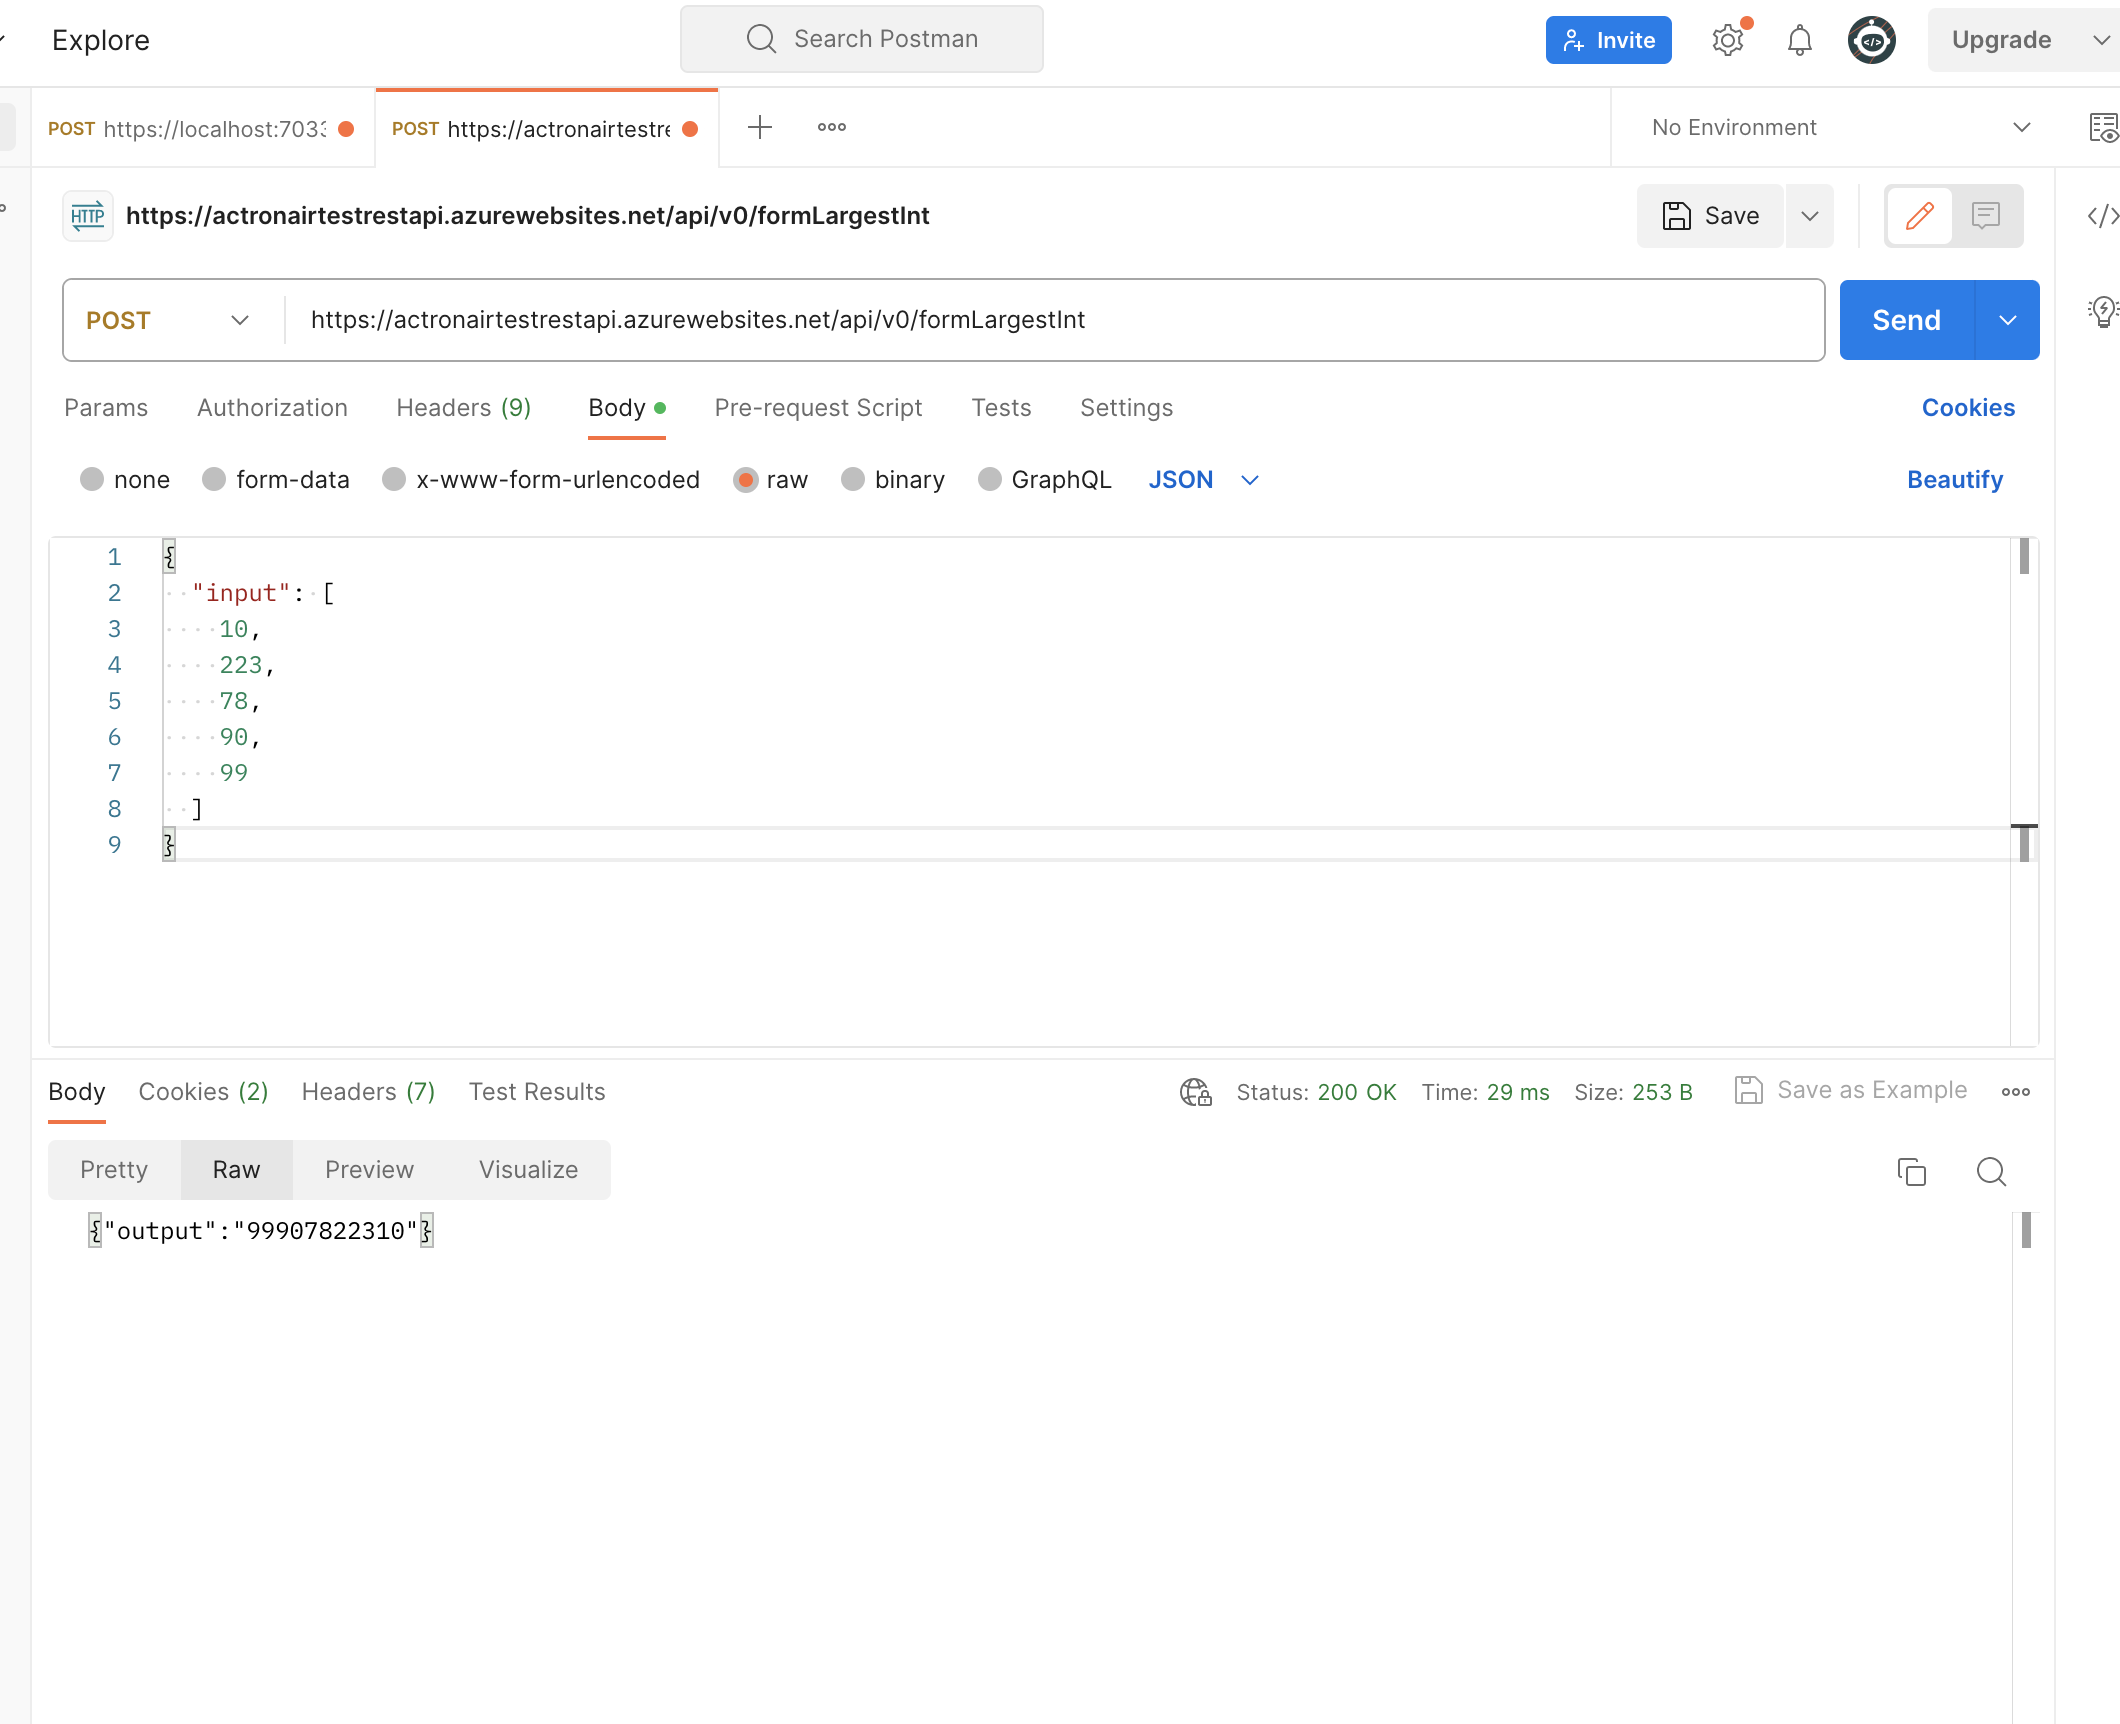 Explore
Search Postman
Invite
Upgrade
POST https://localhost:7033
POST https://actronairtestre
No Environment
HTTP
https://actronairtestrestapi.azurewebsites.net/api/v0/formLargestInt
Save
POST
https://actronairtestrestapi.azurewebsites.net/api/v0/formLargestInt
Send
Params Authorization Headers (9) Body Pre-request Script Tests Settings Cookies
none form-data x-www-form-urlencoded raw binary GraphQL JSON Beautify
1 {
2 "input": [
3 10,
4 223,
5 78,
6 90,
7 99
8 ]
9 }
Body Cookies (2) Headers (7) Test Results Status: 200 OK Time: 29 ms Size: 253 B Save as Example
Pretty Raw Preview Visualize
{"output":"99907822310"}